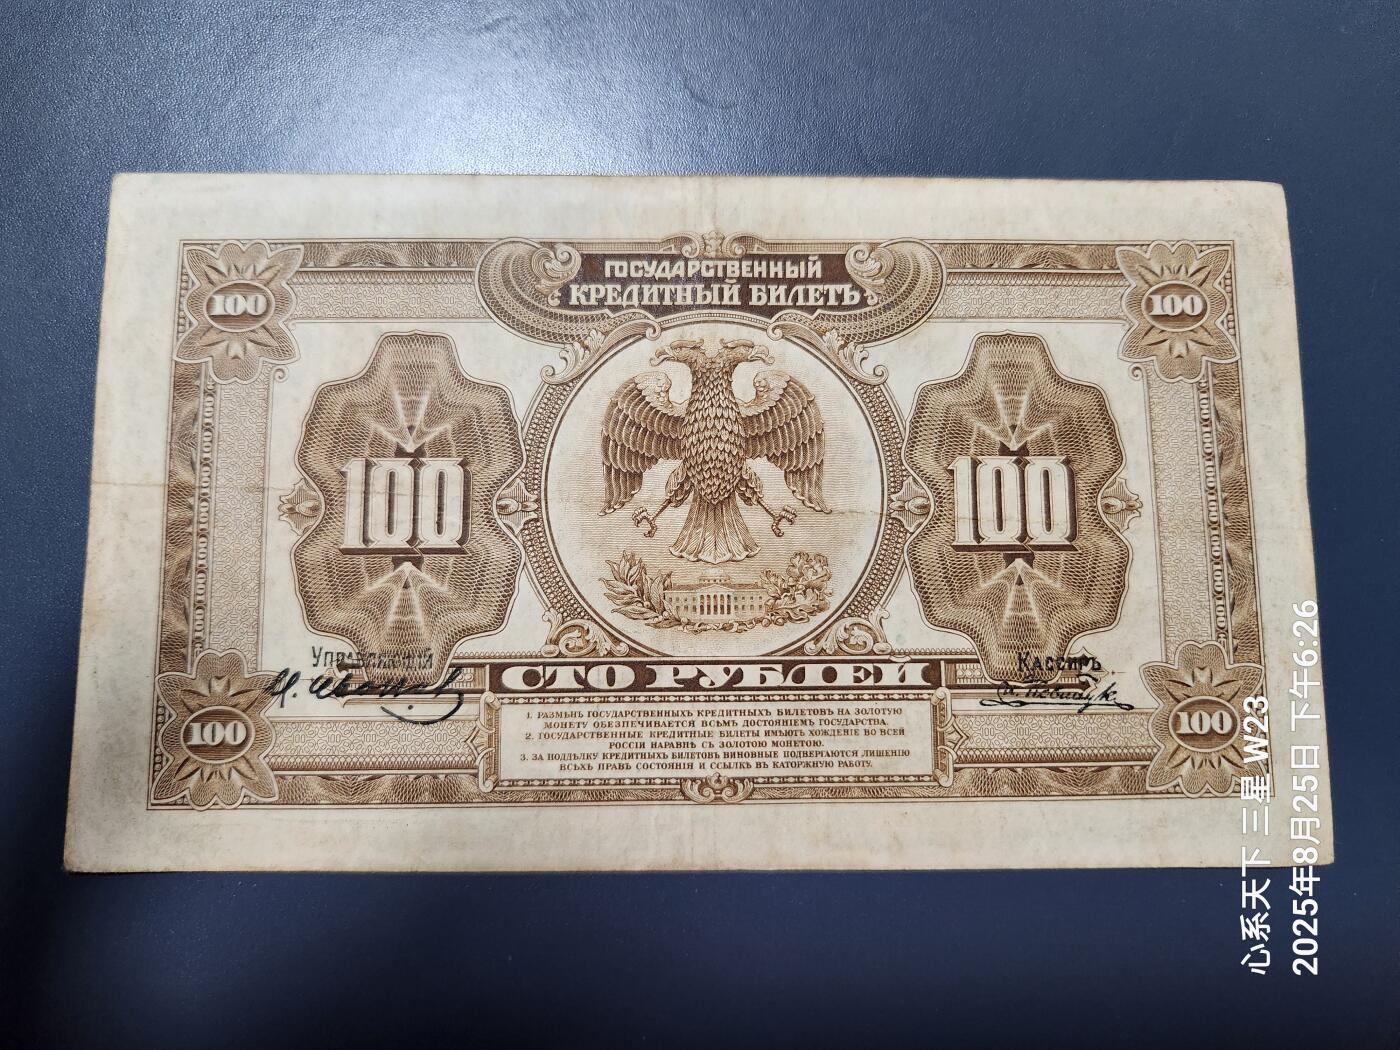 ГОСУДАРСТВЕННЫЙ
КРЕДИТНЫЙ БИЛЕТЪ
100
100
100
100
УПРАВЛЯЮЩІЙ
КАССИРЪ
СТО РУБЛЕЙ
100
100
1. РАЗМѢНЪ ГОСУДАРСТВЕННЫХЪ КРЕДИТНЫХЪ БИЛЕТОВЪ НА ЗОЛОТУЮ
МОНЕТУ ОБЕЗПЕЧИВАЕТСЯ ВСѢМЪ ДОСТОЯНІЕМЪ ГОСУДАРСТВА.
2. ГОСУДАРСТВЕННЫЕ КРЕДИТНЫЕ БИЛЕТЫ ИМѢЮТЪ ХОЖДЕНІЕ ВО ВСЕЙ
РОССІИ НАРАВНѢ СЪ ЗОЛОТОЮ МОНЕТОЮ.
3. ЗА ПОДДѢЛКУ КРЕДИТНЫХЪ БИЛЕТОВЪ ВИНОВНЫЕ ПОДВЕРГАЮТСЯ ЛИШЕНІЮ
ВСѢХЪ ПРАВЪ СОСТОЯНІЯ И ССЫЛКѢ ВЪ КАТОРЖНУЮ РАБОТУ.
心系天下 三星 W23
2025年8月25日 下午6:26